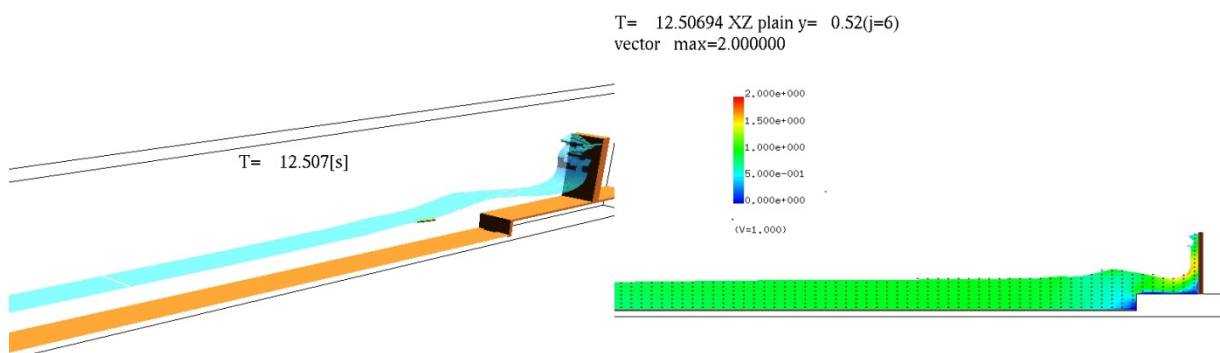 T= 12.507[s]
T= 12.50694 XZ plain y= 0.52(j=6)
vector max=2.000000
2.000e+000
1.500e+000
1.000e+000
5.000e-001
0.000e+000
(V=1.000)